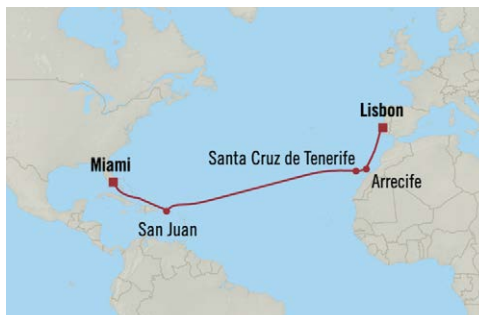 Lisbon
Miami
Santa Cruz de Tenerife
Arrecife
San Juan